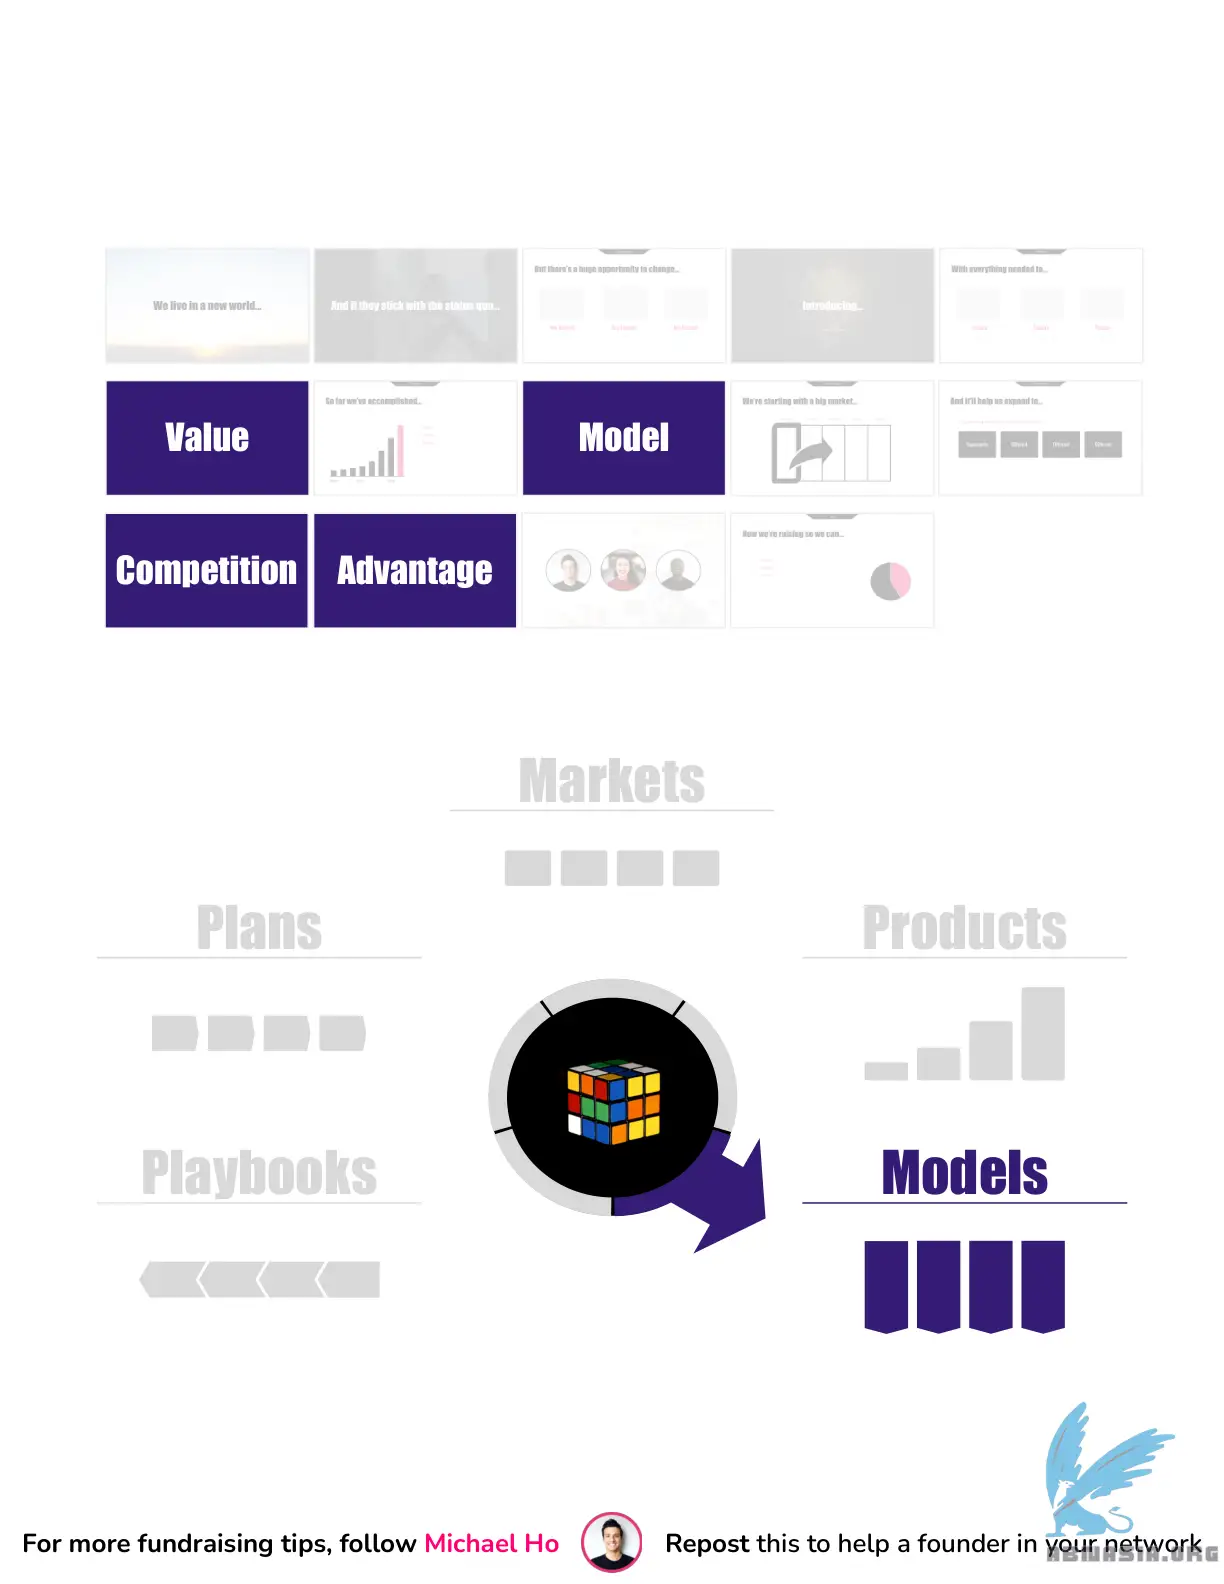 We live in a new world...
And if they stick with the status quo...
But there's a huge opportunity to change...
Introducing...
With everything needed to...
Value
So far we've accomplished...
Model
We're starting with a big market...
And it'll help us expand to...
Competition
Advantage
Now we're raising so we can...
Markets
Plans
Products
Playbooks
Models
For more fundraising tips, follow Michael Ho
Repost this to help a founder in your network
ABMASIA.ORG